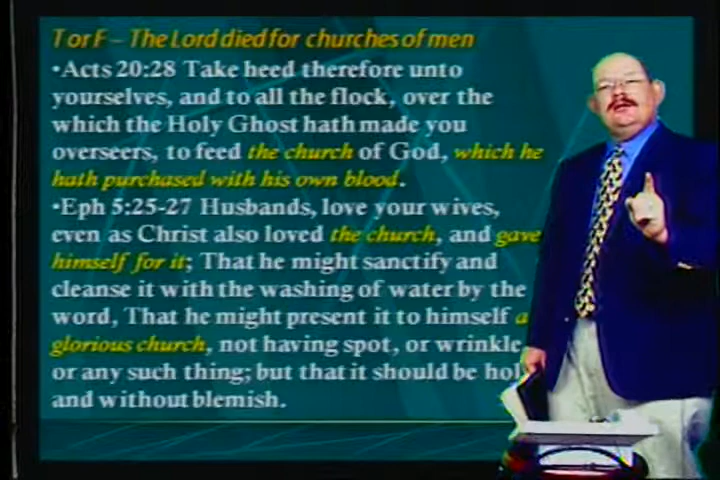 T or F – The Lord died for churches of men
•Acts 20:28 Take heed therefore unto
yourselves, and to all the flock, over the
which the Holy Ghost hath made you
overseers, to feed the church of God, which he
hath purchased with his own blood.
•Eph 5:25-27 Husbands, love your wives,
even as Christ also loved the church, and gave
himself for it; That he might sanctify and
cleanse it with the washing of water by the
word, That he might present it to himself a
glorious church, not having spot, or wrinkle
or any such thing; but that it should be hol
and without blemish.